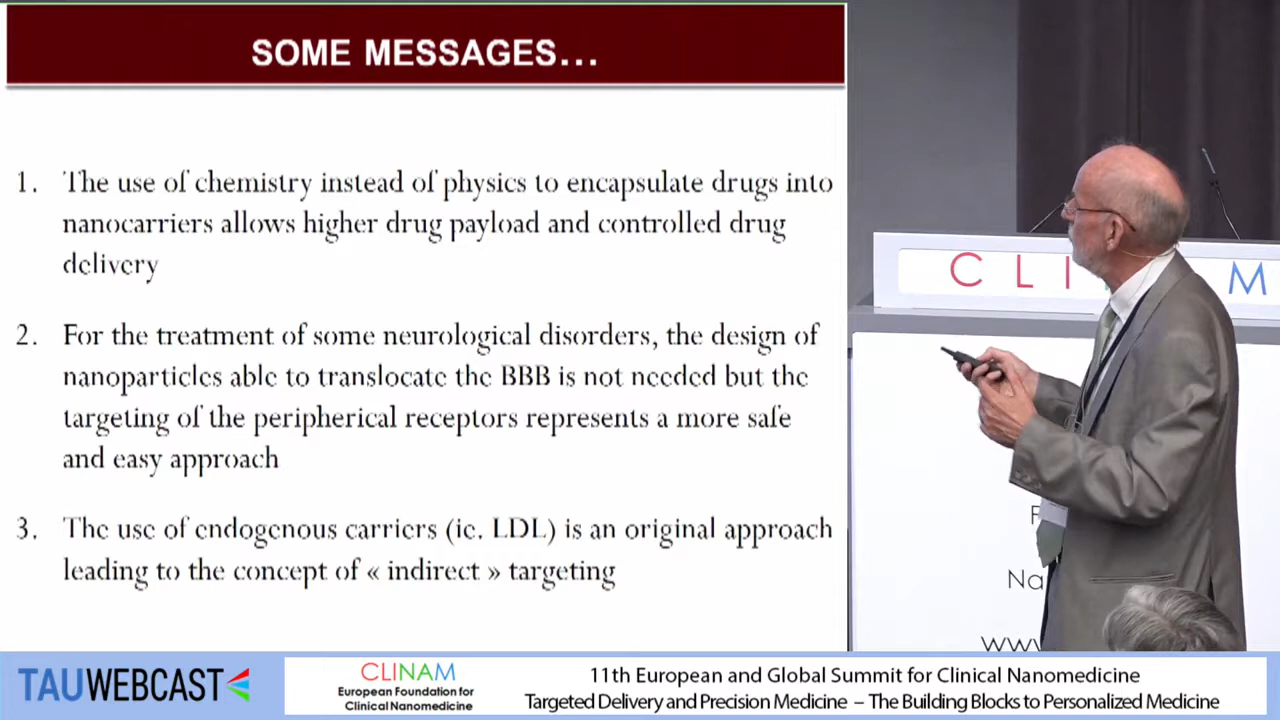 SOME MESSAGES...
1. The use of chemistry instead of physics to encapsulate drugs into
nanocarriers allows higher drug payload and controlled drug
delivery
2. For the treatment of some neurological disorders, the design of
nanoparticles able to translocate the BBB is not needed but the
targeting of the peripherical receptors represents a more safe
and easy approach
3. The use of endogenous carriers (ie. LDL) is an original approach
leading to the concept of « indirect » targeting
CLI M
Na
www
TAUWEBCAST
CLINAM
European Foundation for
Clinical Nanomedicine
11th European and Global Summit for Clinical Nanomedicine
Targeted Delivery and Precision Medicine – The Building Blocks to Personalized Medicine